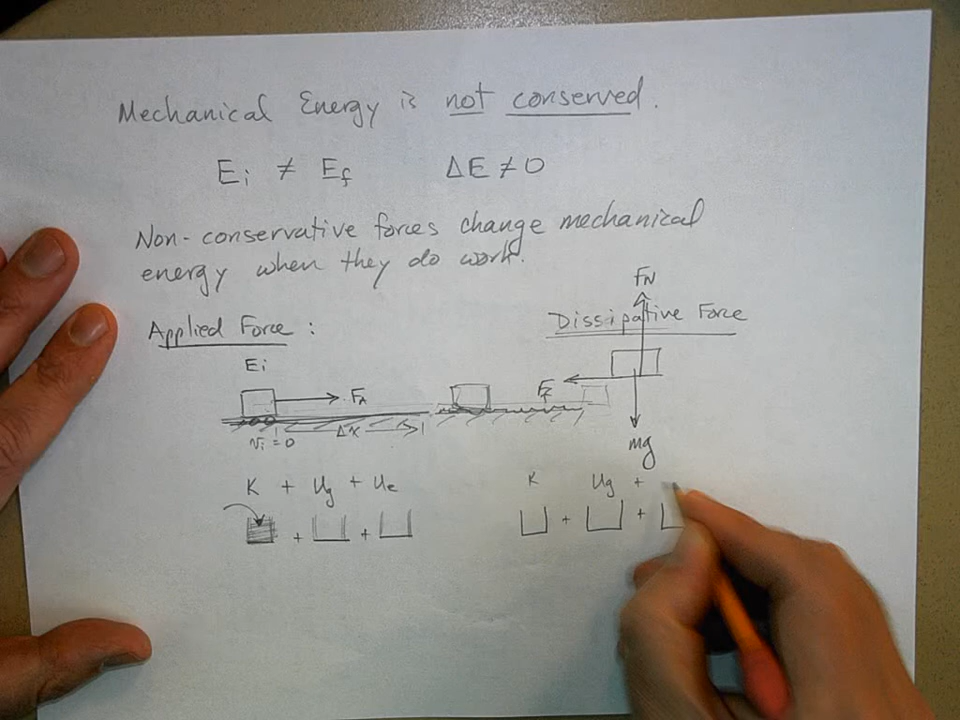 Mechanical Energy is not conserved.
Ei ≠ Ef ΔE ≠ 0
Non-conservative forces change mechanical
energy when they do work.
FN
Applied Force :
Dissipative Force
Ei
FA
Ff
vi = 0
Δx
mg
K + Ug + Ue
K Ug +
+ +
+ +